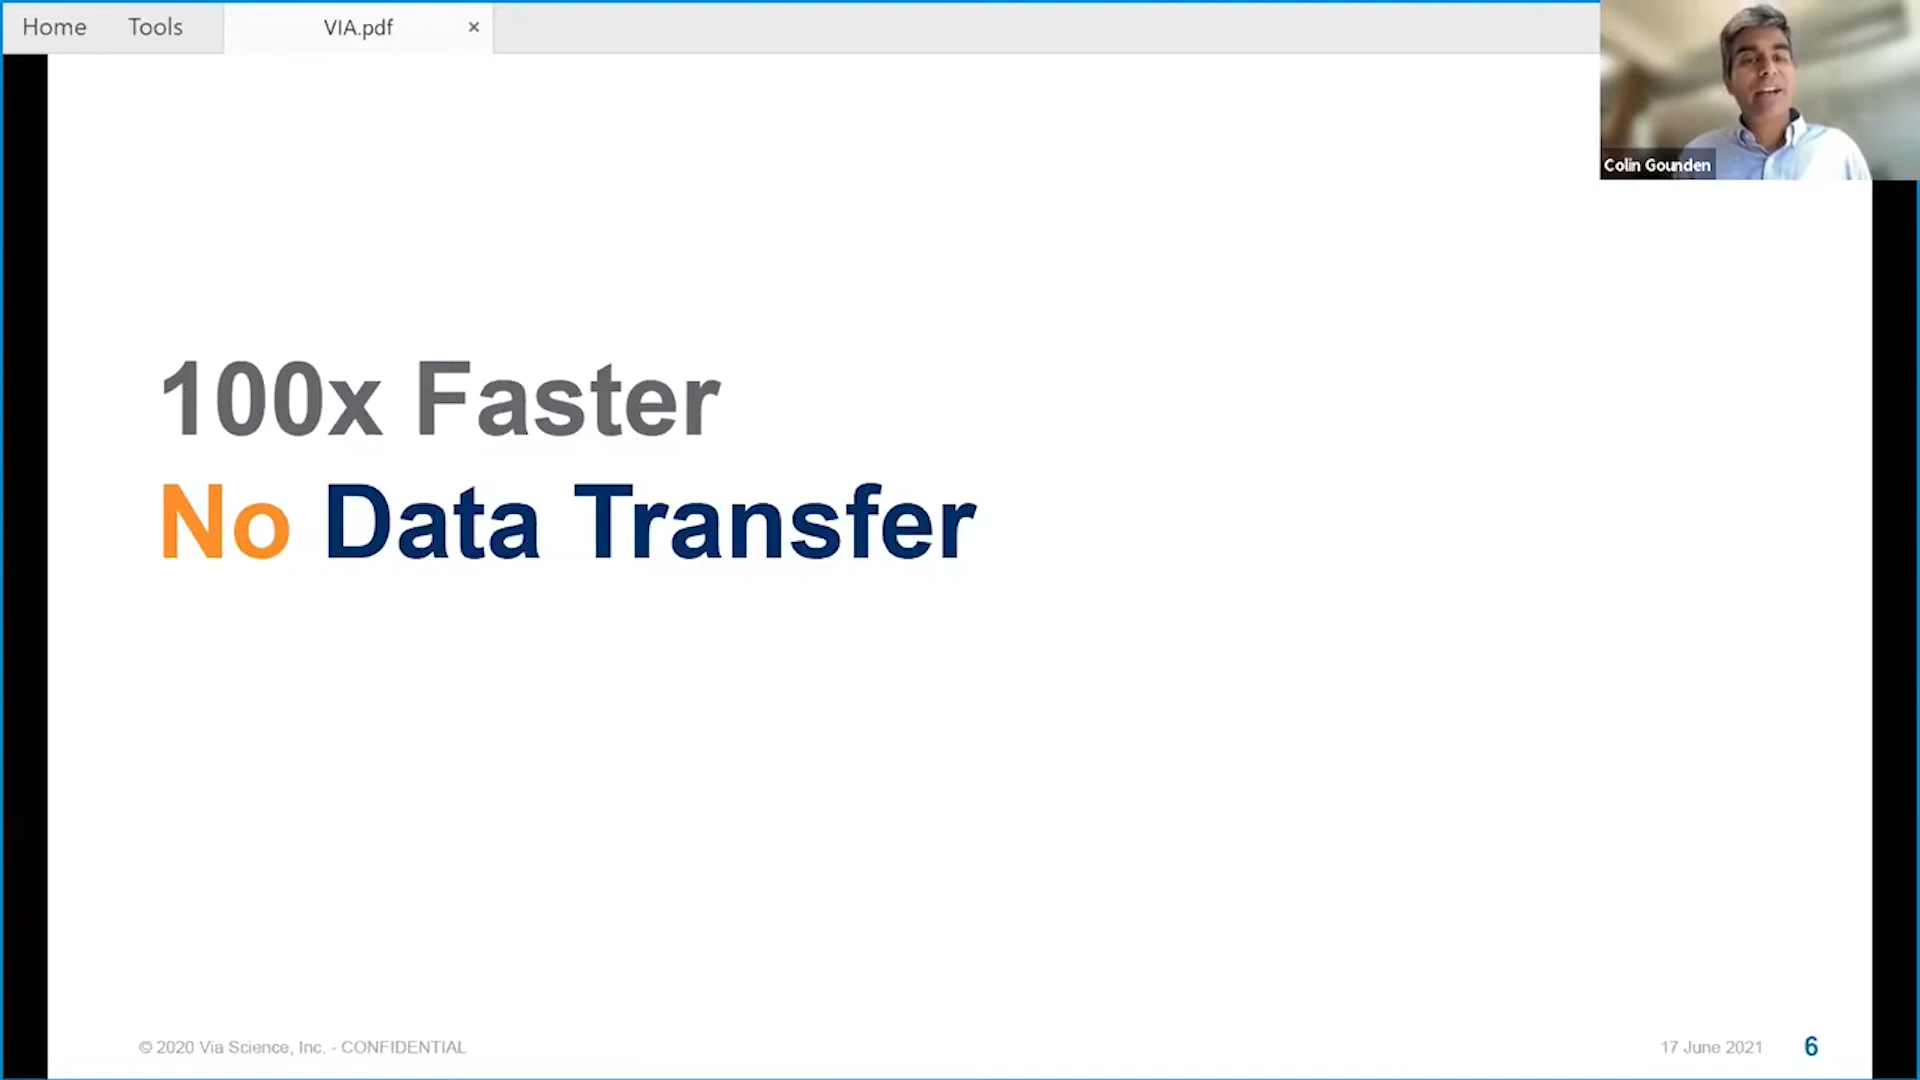 Home Tools VIA.pdf ×
Colin Gounden
100x Faster
No Data Transfer
© 2020 Via Science, Inc. - CONFIDENTIAL 17 June 2021 6